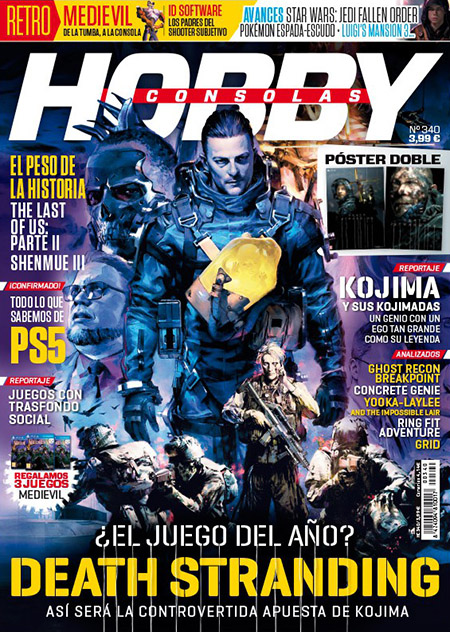 RETRO
MEDIEVIL
DE LA TUMBA, A LA CONSOLA
ID SOFTWARE
LOS PADRES DEL
SHOOTER SUBJETIVO
AVANCES STAR WARS: JEDI FALLEN ORDER
POKÉMON ESPADA-ESCUDO · LUIGI'S MANSION 3...
HOBBY
CONSOLAS
Nº 340
3,99 €
EL PESO DE
LA HISTORIA
THE LAST
OF US:
PARTE II
SHENMUE III
PÓSTER DOBLE
¡CONFIRMADO!
TODO LO QUE
SABEMOS DE
PS5
REPORTAJE
JUEGOS CON
TRASFONDO
SOCIAL
REGALAMOS
3 JUEGOS
MEDIEVIL
REPORTAJE
KOJIMA
Y SUS KOJIMADAS
UN GENIO CON UN
EGO TAN GRANDE
COMO SU LEYENDA
ANALIZADOS
GHOST RECON
BREAKPOINT
CONCRETE GENIE
YOOKA-LAYLEE
AND THE IMPOSSIBLE LAIR
RING FIT
ADVENTURE
GRID
¿EL JUEGO DEL AÑO?
DEATH STRANDING
ASÍ SERÁ LA CONTROVERTIDA APUESTA DE KOJIMA